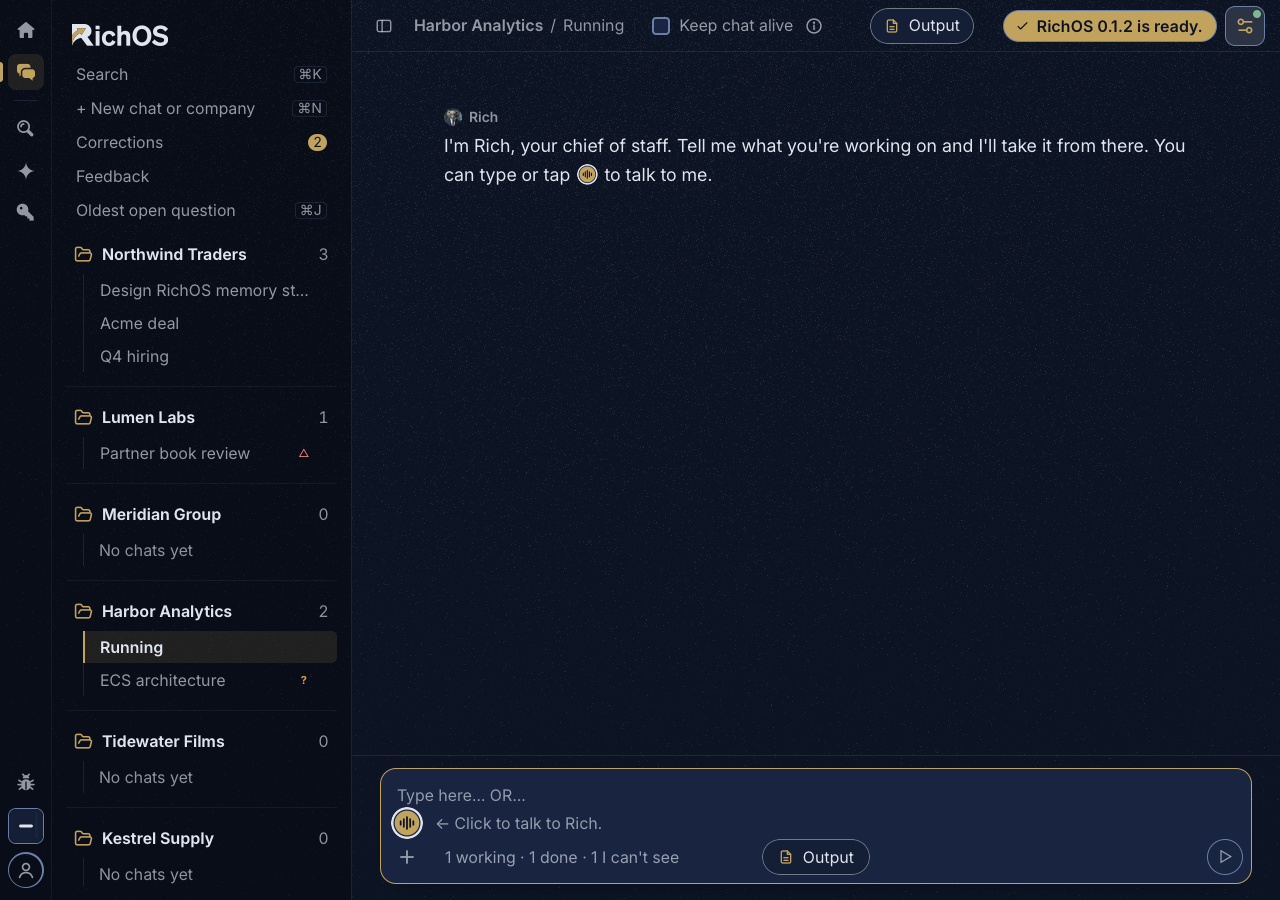 RichOS
Search ⌘K
+ New chat or company ⌘N
Corrections 2
Feedback
Oldest open question ⌘J
Northwind Traders 3
Design RichOS memory st...
Acme deal
Q4 hiring
Lumen Labs 1
Partner book review
Meridian Group 0
No chats yet
Harbor Analytics 2
Running
ECS architecture ?
Tidewater Films 0
No chats yet
Kestrel Supply 0
No chats yet
Harbor Analytics / Running
Keep chat alive
Output
✓ RichOS 0.1.2 is ready.
Rich
I'm Rich, your chief of staff. Tell me what you're working on and I'll take it from there. You
can type or tap to talk to me.
Type here... OR...
← Click to talk to Rich.
1 working · 1 done · 1 I can't see
Output